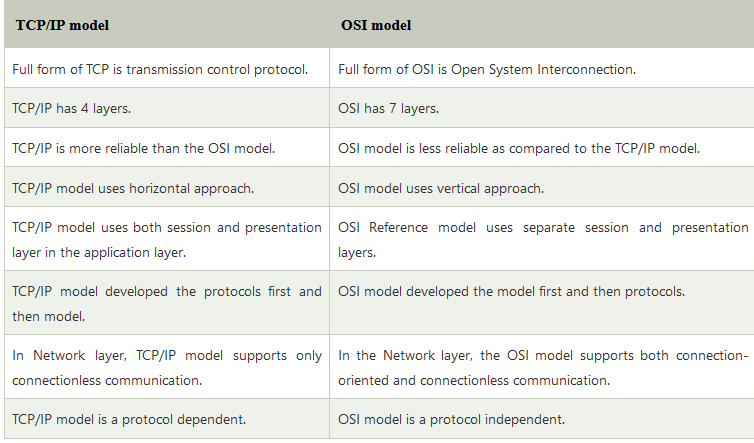 TCP/IP model OSI model
Full form of TCP is transmission control protocol. Full form of OSI is Open System Interconnection.
TCP/IP has 4 layers. OSI has 7 layers.
TCP/IP is more reliable than the OSI model. OSI model is less reliable as compared to the TCP/IP model.
TCP/IP model uses horizontal approach. OSI model uses vertical approach.
TCP/IP model uses both session and presentation
layer in the application layer.
OSI Reference model uses separate session and presentation
layers.
TCP/IP model developed the protocols first and
then model.
OSI model developed the model first and then protocols.
In Network layer, TCP/IP model supports only
connectionless communication.
In the Network layer, the OSI model supports both connection-
oriented and connectionless communication.
TCP/IP model is a protocol dependent. OSI model is a protocol independent.